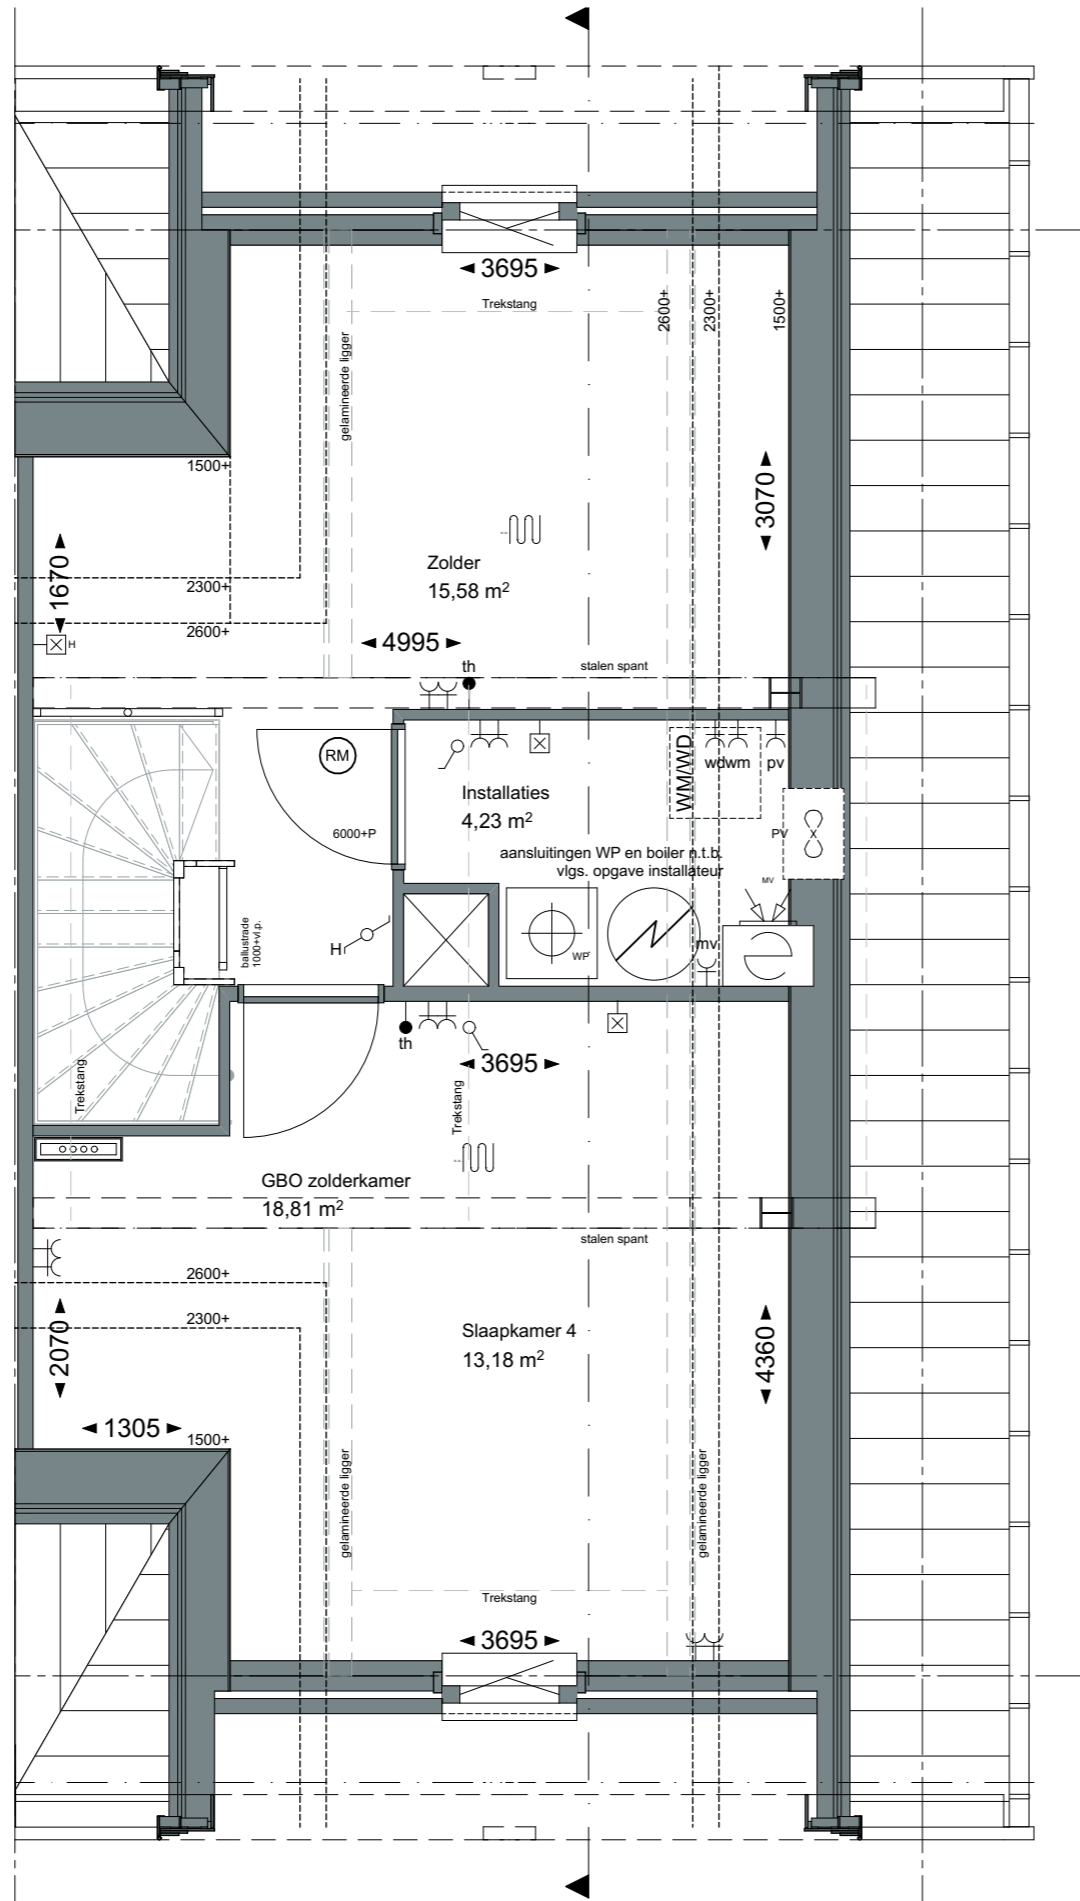 3695
Trekstang
2600+
2300+
1500+
gelamineerde ligger
1500+
3070
Zolder
15,58 m²
1670
2300+
2600+
H
4995
th
stalen spant
RM
WM/WD
wdwm
pv
Installaties
4,23 m²
6000+P
PV
X
aansluitingen WP en boiler n.t.b.
vlgs. opgave installateur
MV
ballustrade
1000+vl.p.
H
WP
mv
e
th
3695
Trekstang
Trekstang
GBO zolderkamer
18,81 m²
stalen spant
2600+
2300+
2070
Slaapkamer 4
13,18 m²
4360
1305
1500+
gelamineerde ligger
gelamineerde ligger
Trekstang
3695